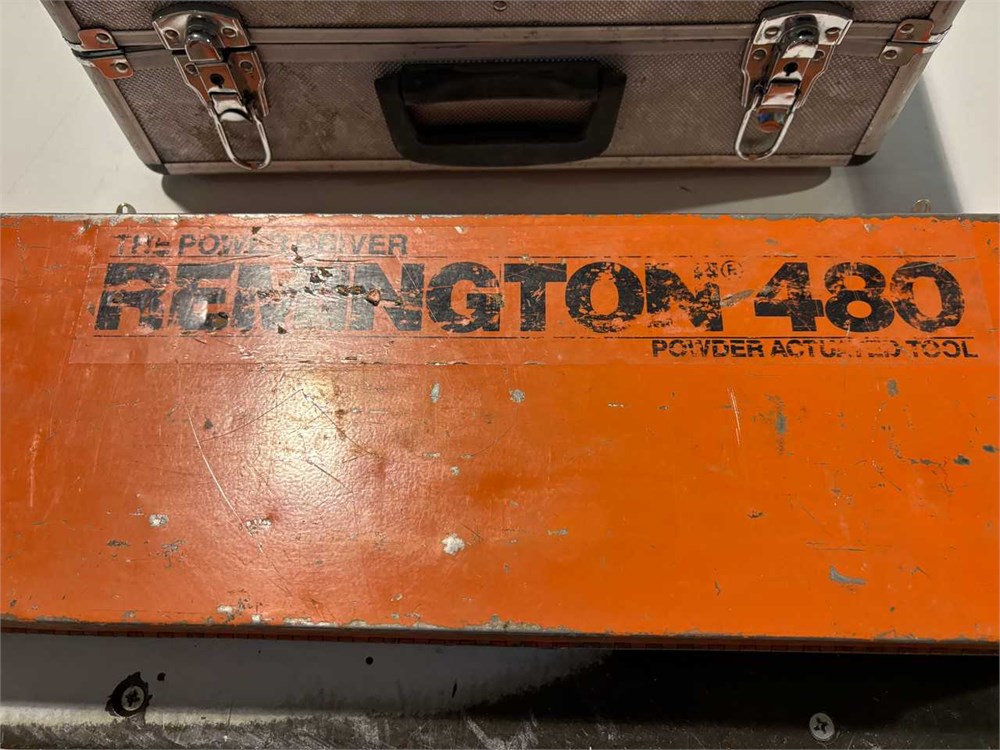 THE POWER DRIVER
REMINGTON® 480
POWDER ACTUATED TOOL